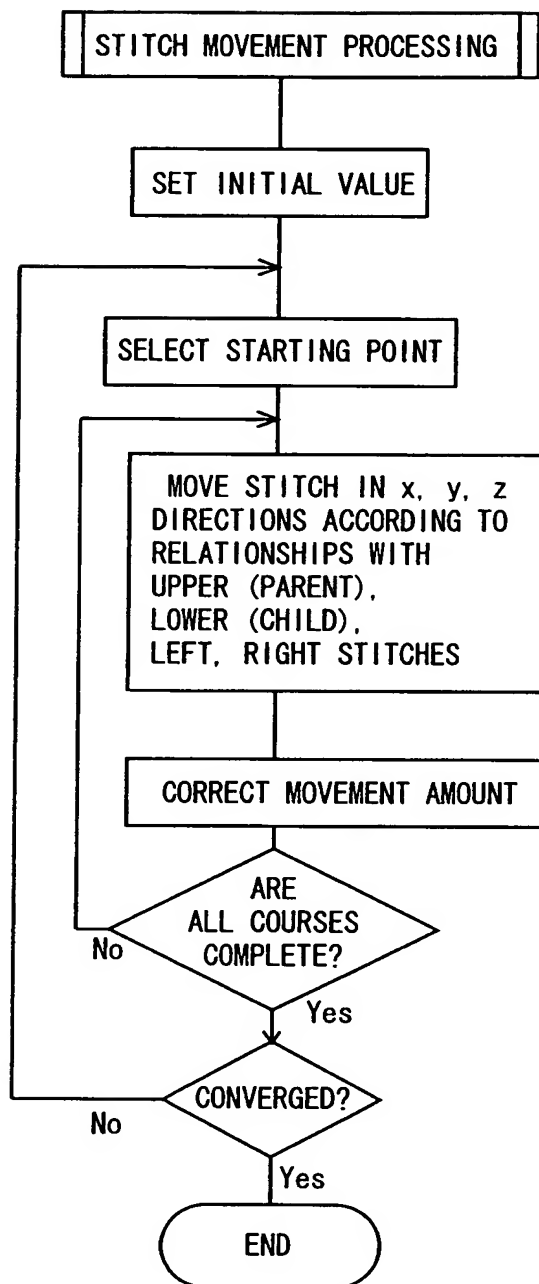 STITCH MOVEMENT PROCESSING
SET INITIAL VALUE
SELECT STARTING POINT
MOVE STITCH IN x, y, z
DIRECTIONS ACCORDING TO
RELATIONSHIPS WITH
UPPER (PARENT),
LOWER (CHILD),
LEFT, RIGHT STITCHES
CORRECT MOVEMENT AMOUNT
ARE
ALL COURSES
COMPLETE?
No
Yes
CONVERGED?
No
Yes
END